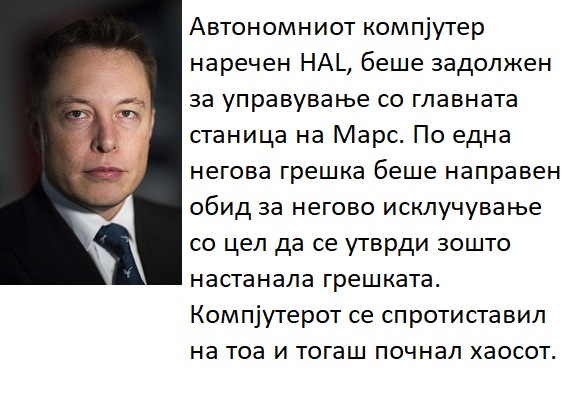 Автономниот компјутер
наречен HAL, беше задолжен
за управување со главната
станица на Марс. По една
негова грешка беше направен
обид за негово исклучување
со цел да се утврди зошто
настанала грешката.
Компјутерот се спротиставил
на тоа и тогаш почнал хаосот.